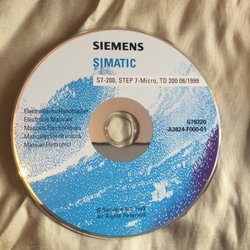 SIEMENS
SIMATIC
S7-200, STEP 7-Micro, TD 200 06/1999
Elektronische Handbücher
Electronic Manuals
Manuels Electroniques
Manuales Electrónicos
Manuali Elettronici
S79220
-A3824-F000-01
© Siemens AG 1999
All Rights Reserved